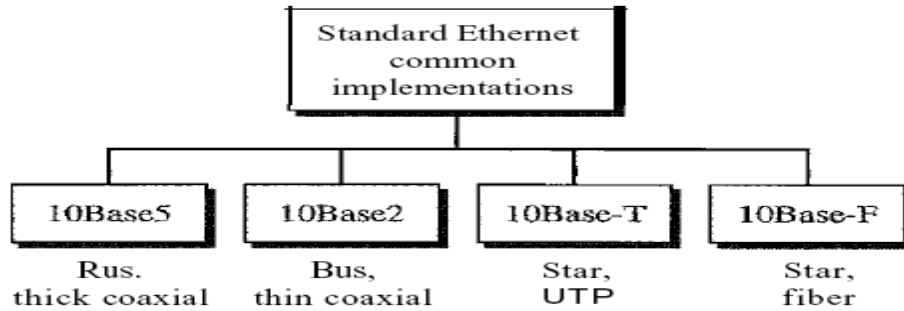 Standard Ethernet
common
implementations
10Base5
10Base2
10Base-T
10Base-F
Rus.
thick coaxial
Bus,
thin coaxial
Star,
UTP
Star,
fiber